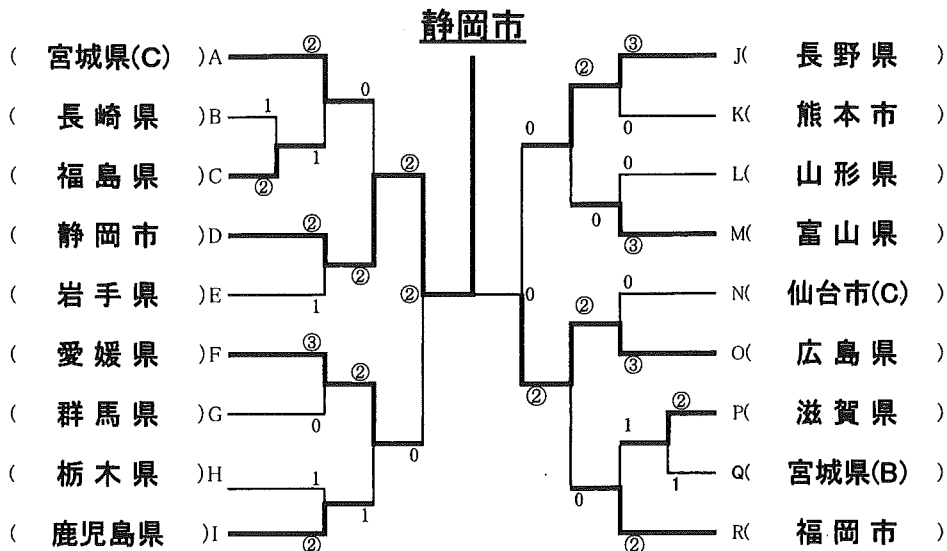 静岡市
( 宮城県(C) )A ② 0
( 長崎県 )B 1
1
( 福島県 )C ② ②
( 静岡市 )D ②
②
( 岩手県 )E 1 ②
( 愛媛県 )F ③
②
( 群馬県 )G 0
0
( 栃木県 )H 1
1
( 鹿児島県 )I ②
③ J( 長野県 )
②
0 K( 熊本市 )
0
0 L( 山形県 )
0
③ M( 富山県 )
0
0 N( 仙台市(C) )
②
③ O( 広島県 )
②
② P( 滋賀県 )
1
1 Q( 宮城県(B) )
0
② R( 福岡市 )